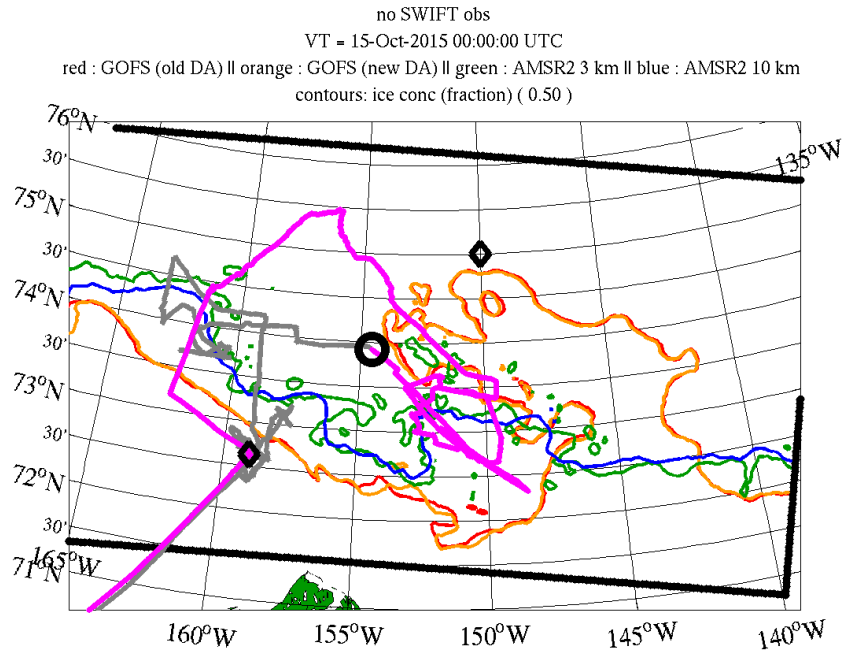 no SWIFT obs
VT = 15-Oct-2015 00:00:00 UTC
red : GOFS (old DA) || orange : GOFS (new DA) || green : AMSR2 3 km || blue : AMSR2 10 km
contours: ice conc (fraction) ( 0.50 )
76°N
135°W
30'
75°N
30'
74°N
30'
73°N
30'
72°N
30'
165°W
71°N
160°W
155°W
150°W
145°W
140°W